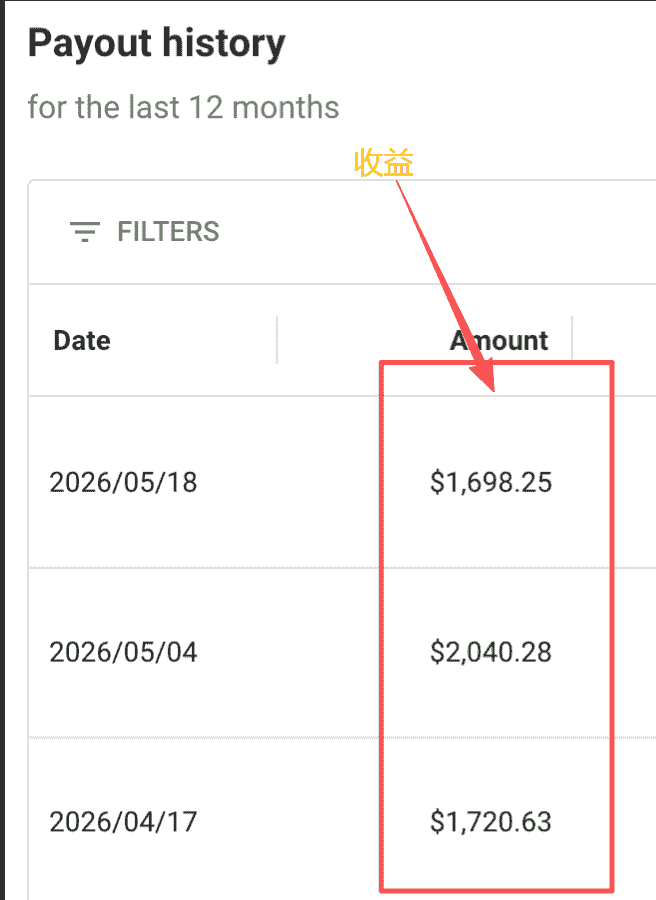 Payout history
for the last 12 months
收益
FILTERS
Date Amount
2026/05/18 $1,698.25
2026/05/04 $2,040.28
2026/04/17 $1,720.63